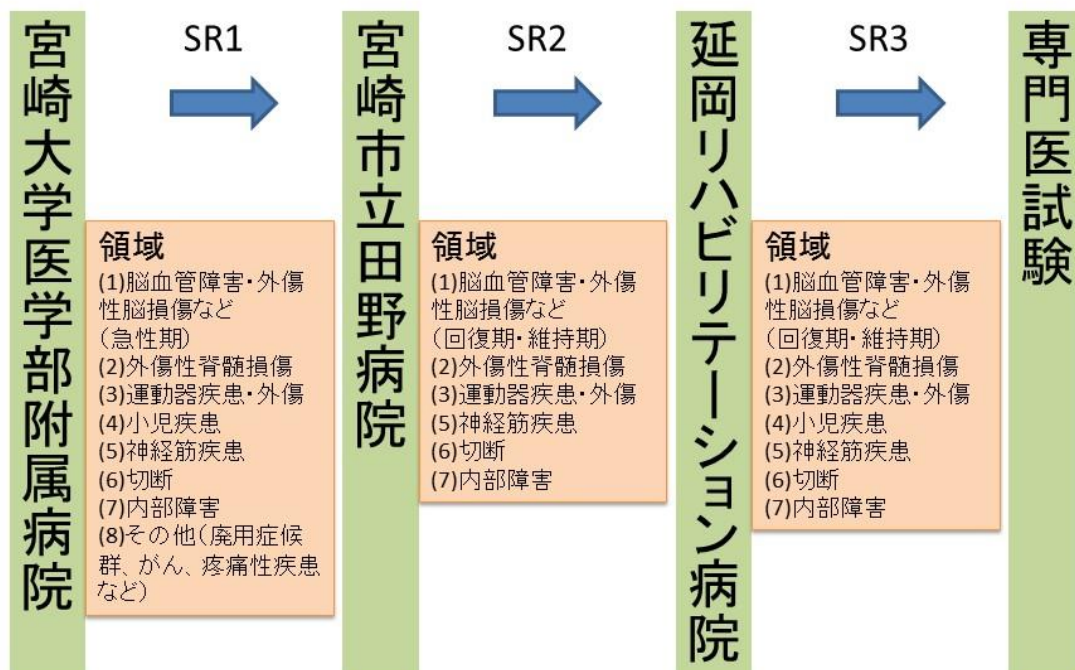 宮崎大学医学部附属病院
SR1
領域
(1)脳血管障害・外傷
性脳損傷など
(急性期)
(2)外傷性脊髄損傷
(3)運動器疾患・外傷
(4)小児疾患
(5)神経筋疾患
(6)切断
(7)内部障害
(8)その他(廃用症候
群、がん、疼痛性疾患
など)
宮崎市立田野病院
SR2
領域
(1)脳血管障害・外傷
性脳損傷など
(回復期・維持期)
(2)外傷性脊髄損傷
(3)運動器疾患・外傷
(5)神経筋疾患
(6)切断
(7)内部障害
延岡リハビリテーション病院
SR3
領域
(1)脳血管障害・外傷
性脳損傷など
(回復期・維持期)
(2)外傷性脊髄損傷
(3)運動器疾患・外傷
(4)小児疾患
(5)神経筋疾患
(6)切断
(7)内部障害
専門医試験